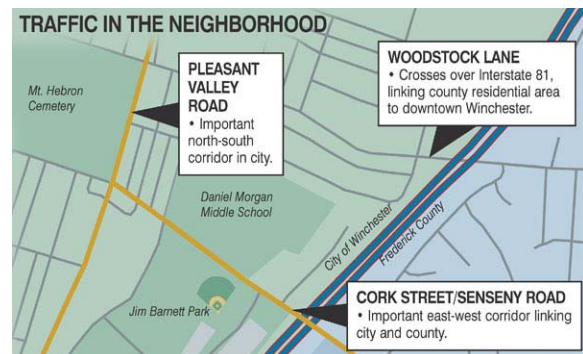 TRAFFIC IN THE NEIGHBORHOOD
Mt. Hebron
Cemetery
PLEASANT
VALLEY
ROAD
• Important
north-south
corridor in city.
WOODSTOCK LANE
• Crosses over Interstate 81,
linking county residential area
to downtown Winchester.
Daniel Morgan
Middle School
City of Winchester
Frederick County
Jim Barnett Park
CORK STREET/SENSENY ROAD
• Important east-west corridor linking
city and county.